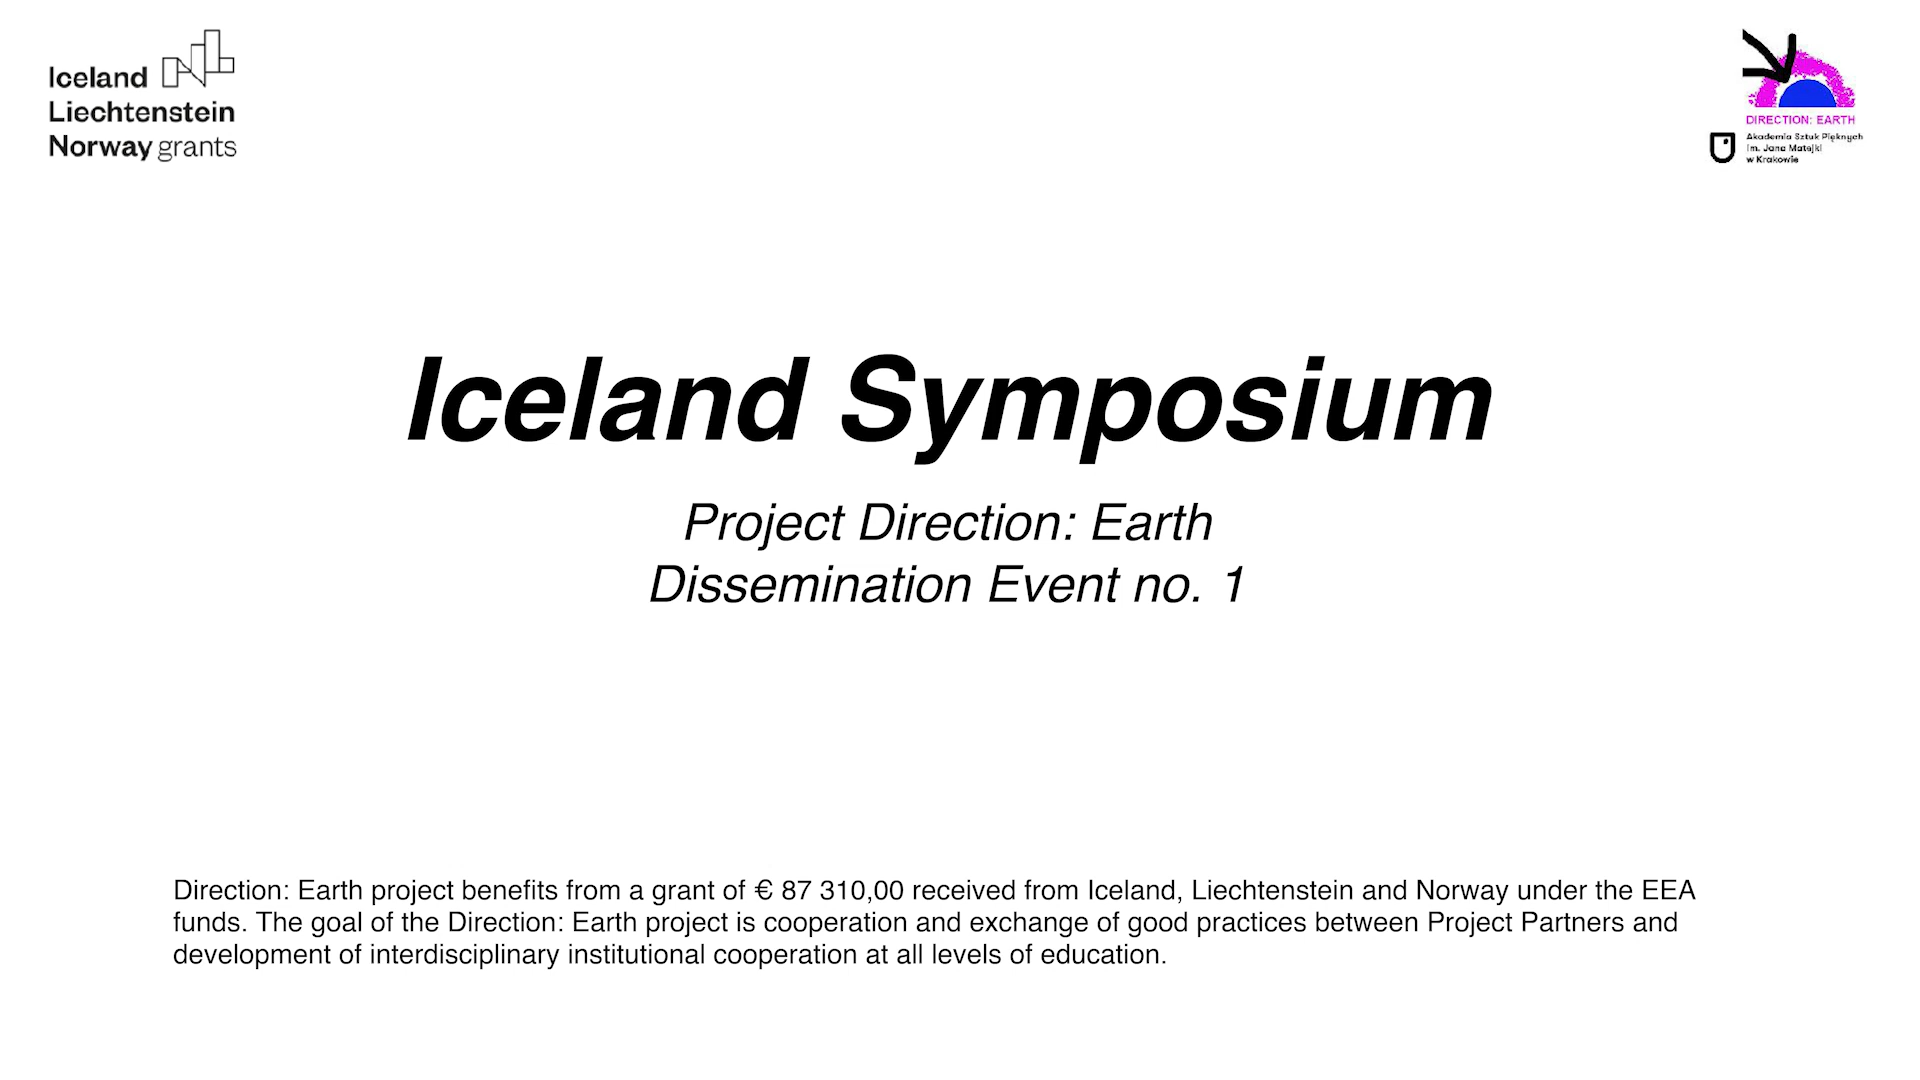 Iceland
Liechtenstein
Norway grants
DIRECTION: EARTH
Akademia Sztuk Pięknych
im. Jana Matejki
w Krakowie
Iceland Symposium
Project Direction: Earth
Dissemination Event no. 1
Direction: Earth project benefits from a grant of € 87 310,00 received from Iceland, Liechtenstein and Norway under the EEA
funds. The goal of the Direction: Earth project is cooperation and exchange of good practices between Project Partners and
development of interdisciplinary institutional cooperation at all levels of education.